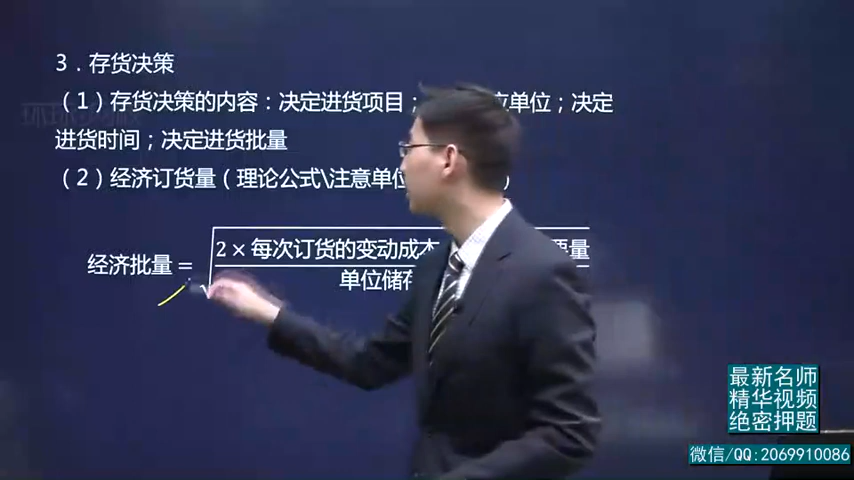 3．存货决策
（1）存货决策的内容：决定进货项目；位单位；决定
进货时间；决定进货批量
（2）经济订货量（理论公式\注意单位）
经济批量＝
2×每次订货的变动成本量
单位储存
最新名师
精华视频
绝密押题
微信/QQ:2069910086